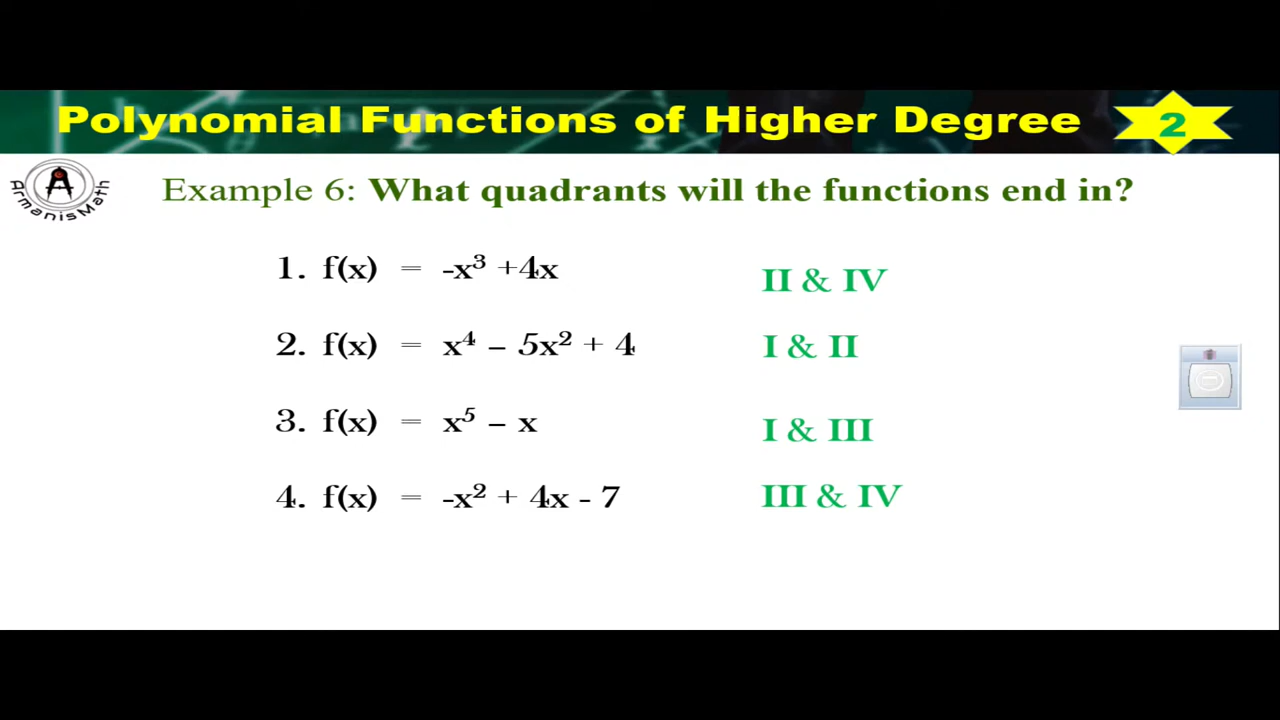 Polynomial Functions of Higher Degree
2
ArmanisMath
Example 6: What quadrants will the functions end in?
1. f(x) = -x³ +4x II & IV
2. f(x) = x⁴ – 5x² + 4 I & II
3. f(x) = x⁵ – x I & III
4. f(x) = -x² + 4x - 7 III & IV